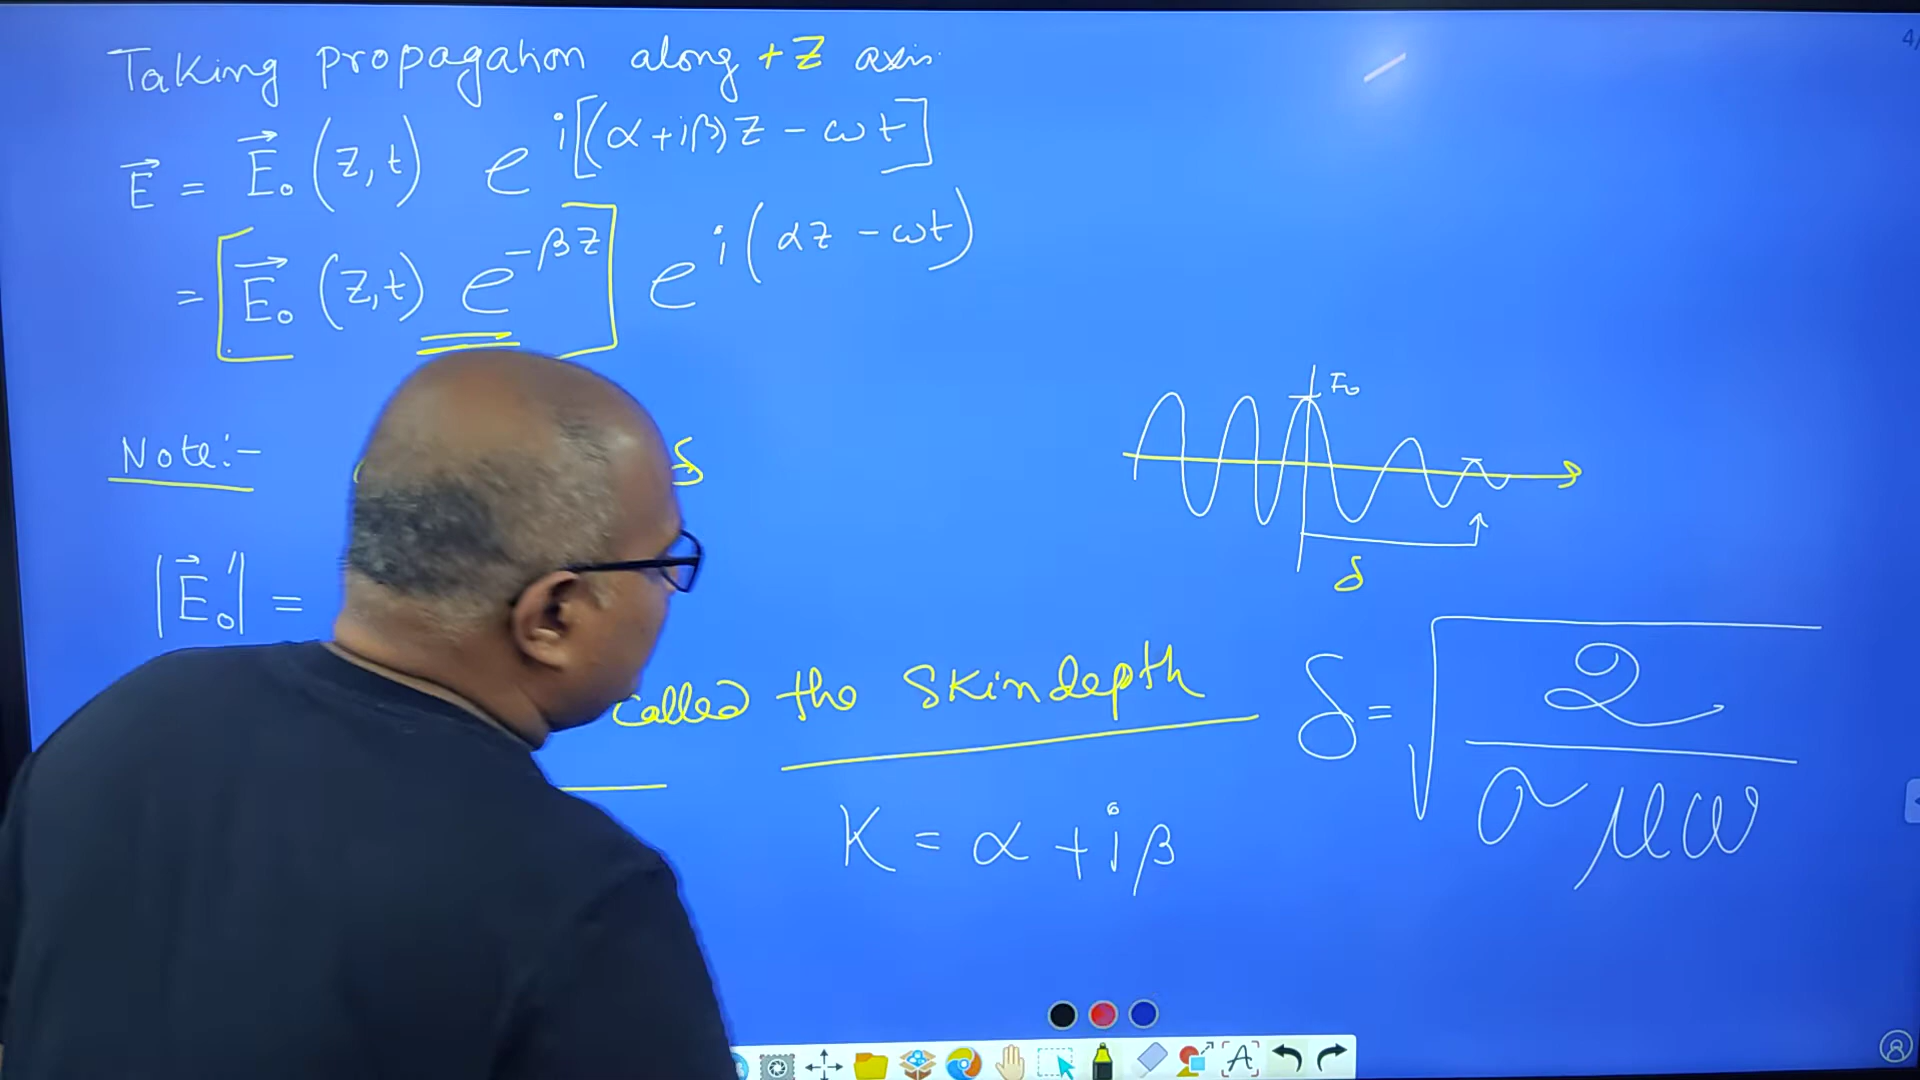 Taking propagation along +Z axis
E⃗ = E⃗₀ (z,t) e^{i[(α+iβ)z - ωt]}
= [E⃗₀ (z,t) e^{-βz}] e^{i(αz - ωt)}
E₀
Note:-
δ
δ
|E⃗₀'| =
called the Skindepth
δ = √(2/(σμω))
K = α + iβ
A